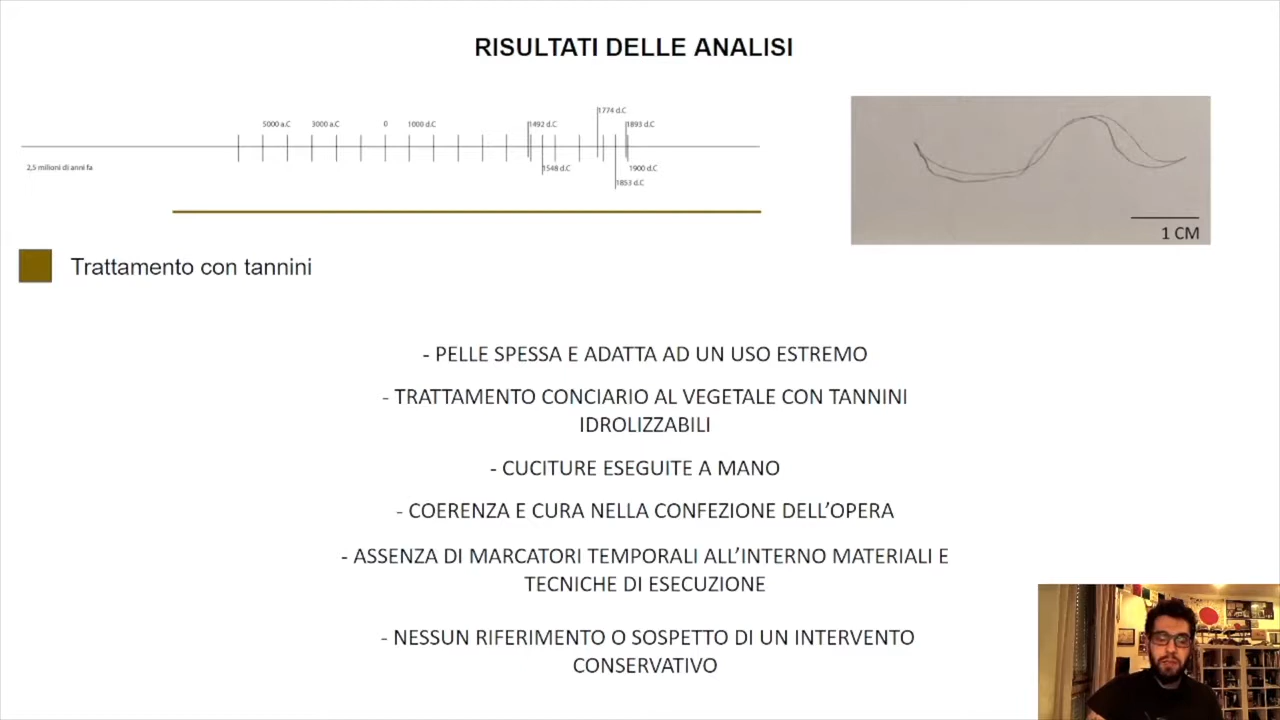 RISULTATI DELLE ANALISI
1774 d.C
5000 a.C 3000 a.C 0 1000 d.C 1492 d.C 1893 d.C
2,5 milioni di anni fa 1548 d.C 1900 d.C
1853 d.C
1 CM
Trattamento con tannini
- PELLE SPESSA E ADATTA AD UN USO ESTREMO
- TRATTAMENTO CONCIARIO AL VEGETALE CON TANNINI
IDROLIZZABILI
- CUCITURE ESEGUITE A MANO
- COERENZA E CURA NELLA CONFEZIONE DELL’OPERA
- ASSENZA DI MARCATORI TEMPORALI ALL’INTERNO MATERIALI E
TECNICHE DI ESECUZIONE
- NESSUN RIFERIMENTO O SOSPETTO DI UN INTERVENTO
CONSERVATIVO